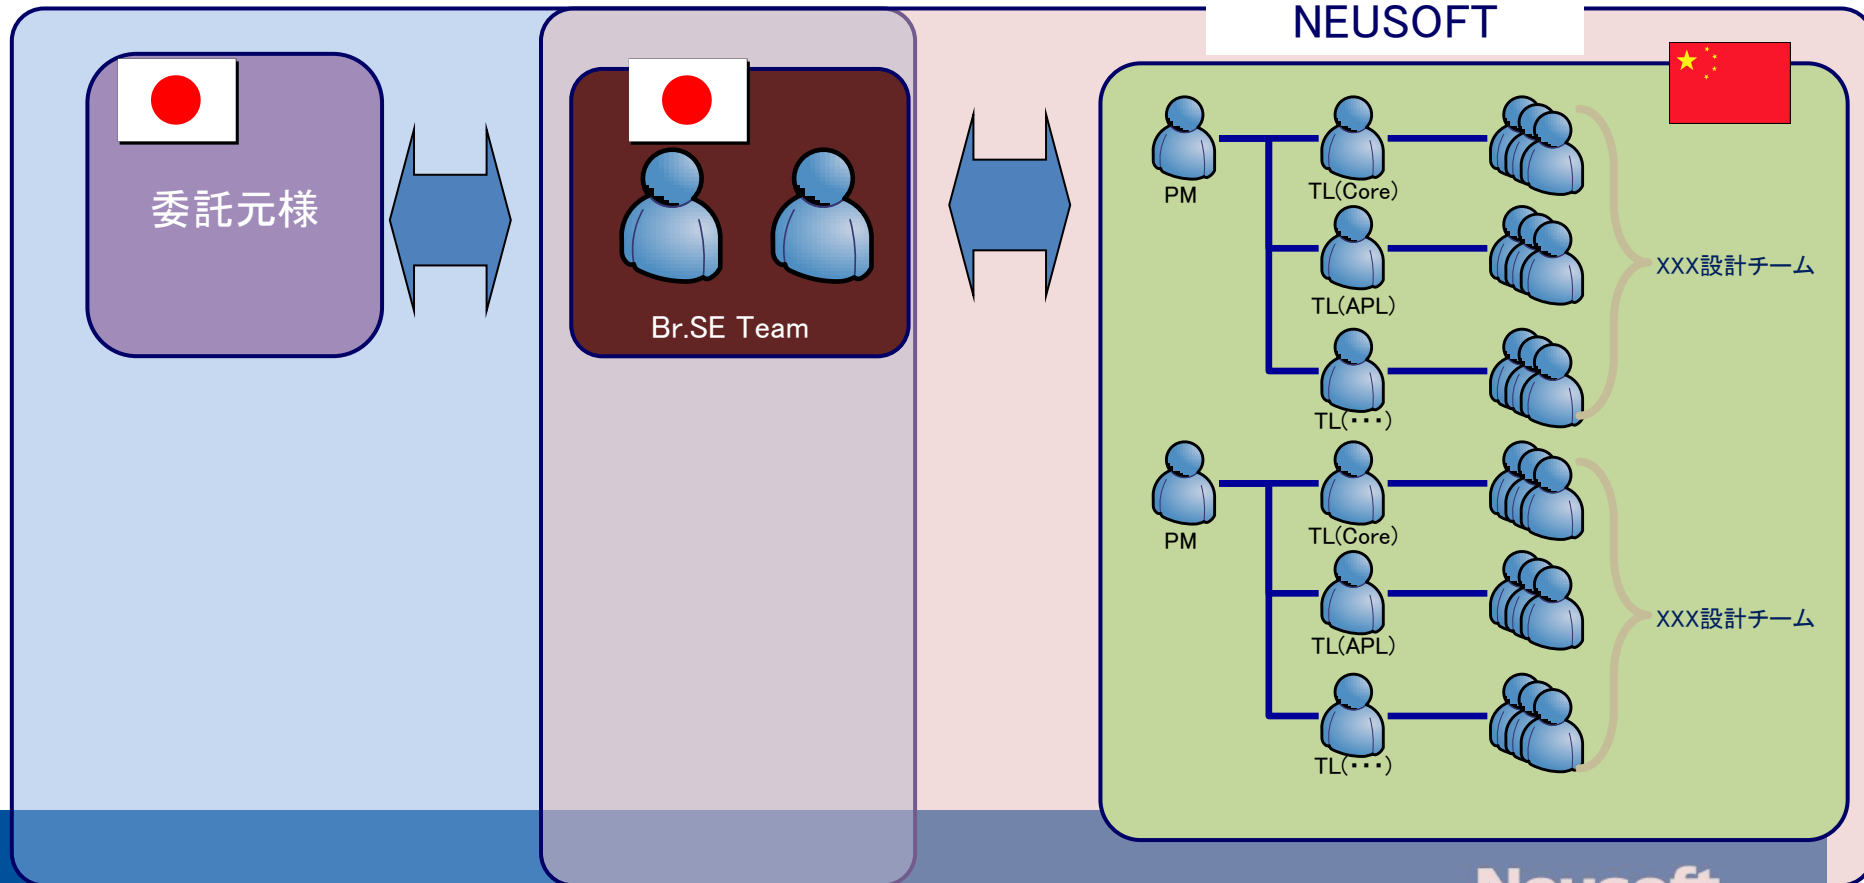 NEUSOFT
委託元様
Br.SE Team
PM
TL(Core)
TL(APL)
TL(･･･)
XXX設計チーム
PM
TL(Core)
TL(APL)
TL(･･･)
XXX設計チーム
Neusoft